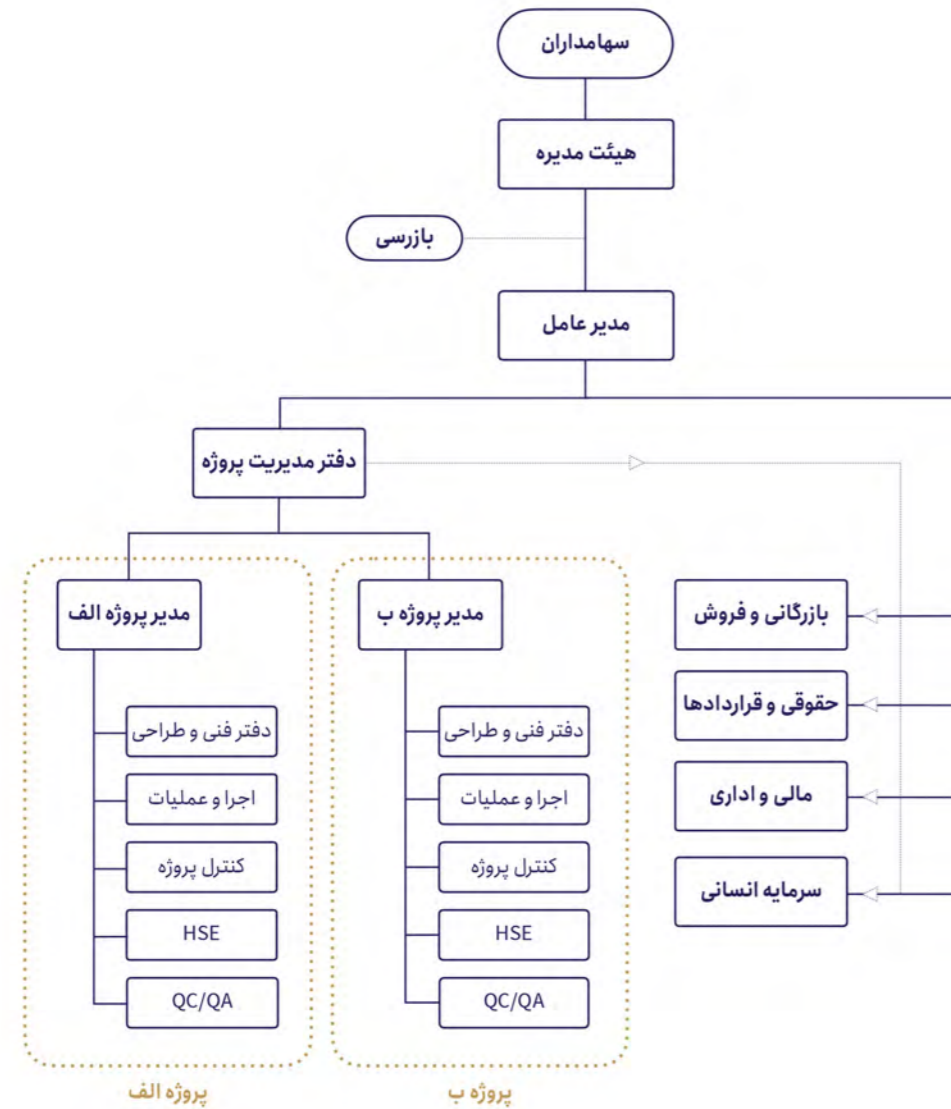 سهامداران
هیئت مدیره
بازرسی
مدیر عامل
دفتر مدیریت پروژه
مدیر پروژه الف
دفتر فنی و طراحی
اجرا و عملیات
کنترل پروژه
HSE
QC/QA
پروژه الف
مدیر پروژه ب
دفتر فنی و طراحی
اجرا و عملیات
کنترل پروژه
HSE
QC/QA
پروژه ب
بازرگانی و فروش
حقوقی و قراردادها
مالی و اداری
سرمایه انسانی